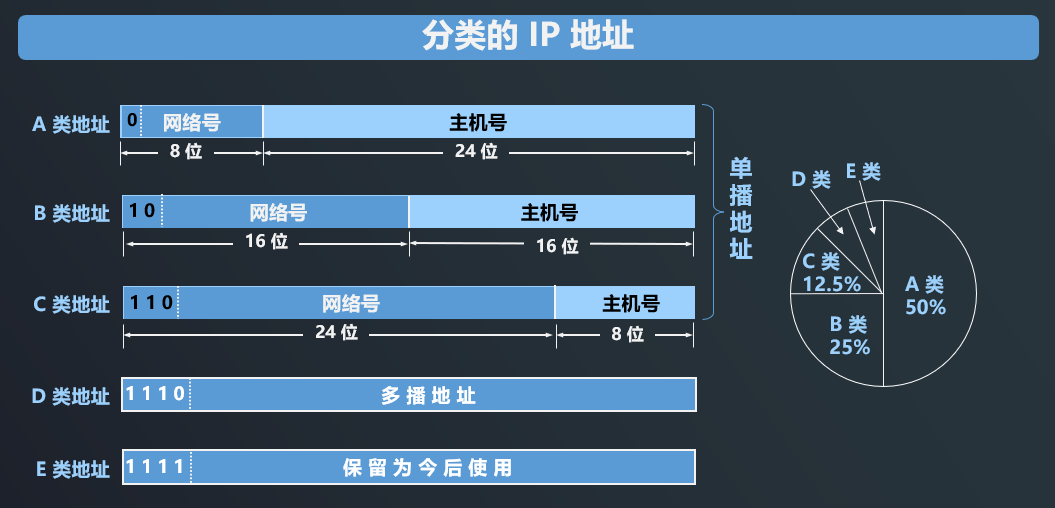 分类的 IP 地址
A 类地址
0
网络号
主机号
8 位
24 位
B 类地址
1 0
网络号
主机号
16 位
16 位
C 类地址
1 1 0
网络号
主机号
24 位
8 位
D 类地址
1 1 1 0
多 播 地 址
E 类地址
1 1 1 1
保 留 为 今 后 使 用
单
播
地
址
D 类
E 类
C 类
12.5%
A 类
50%
B 类
25%